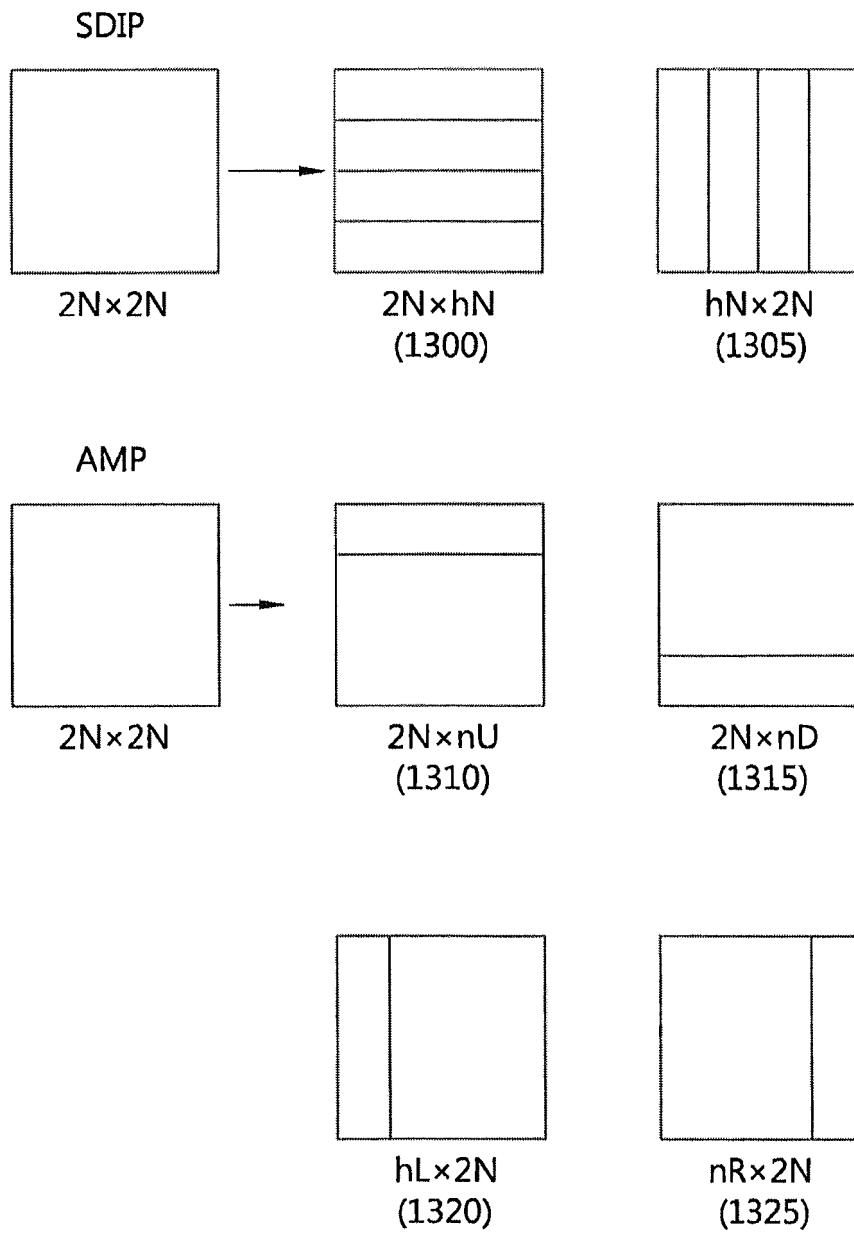 SDIP
2N×2N
2N×hN
(1300)
hN×2N
(1305)
AMP
2N×2N
2N×nU
(1310)
2N×nD
(1315)
hL×2N
(1320)
nR×2N
(1325)